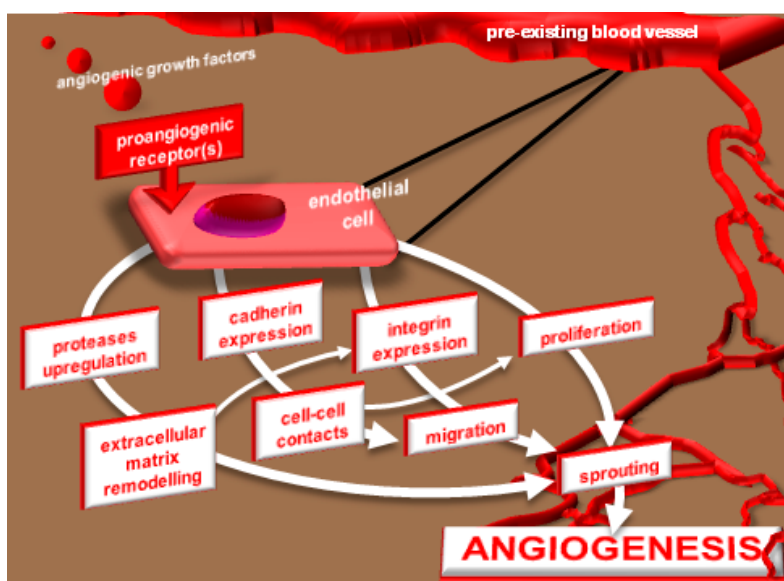 pre-existing blood vessel
angiogenic growth factors
proangiogenic
receptor(s)
endothelial
cell
proteases
upregulation
cadherin
expression
integrin
expression
proliferation
extracellular
matrix
remodelling
cell-cell
contacts
migration
sprouting
ANGIOGENESIS